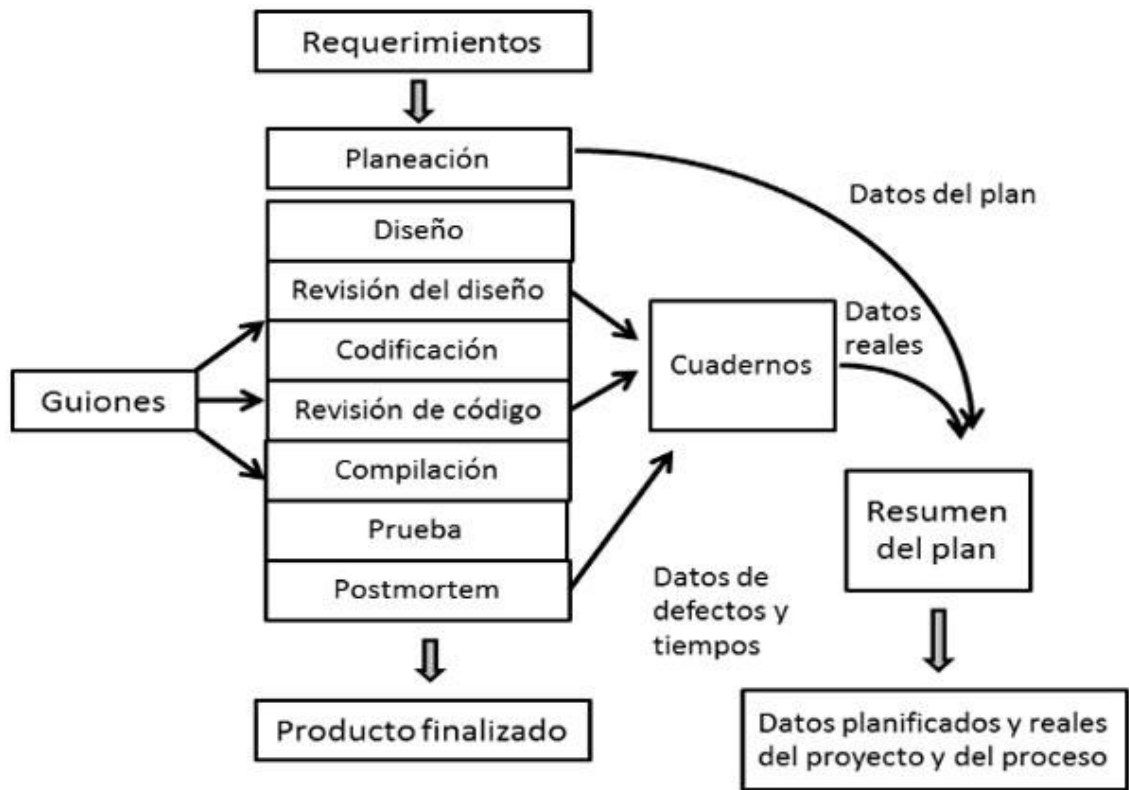 Requerimientos
Planeación
Datos del plan
Diseño
Revisión del diseño
Codificación
Revisión de código
Compilación
Prueba
Postmortem
Guiones
Cuadernos
Datos
reales
Datos de
defectos y
tiempos
Resumen
del plan
Producto finalizado
Datos planificados y reales
del proyecto y del proceso